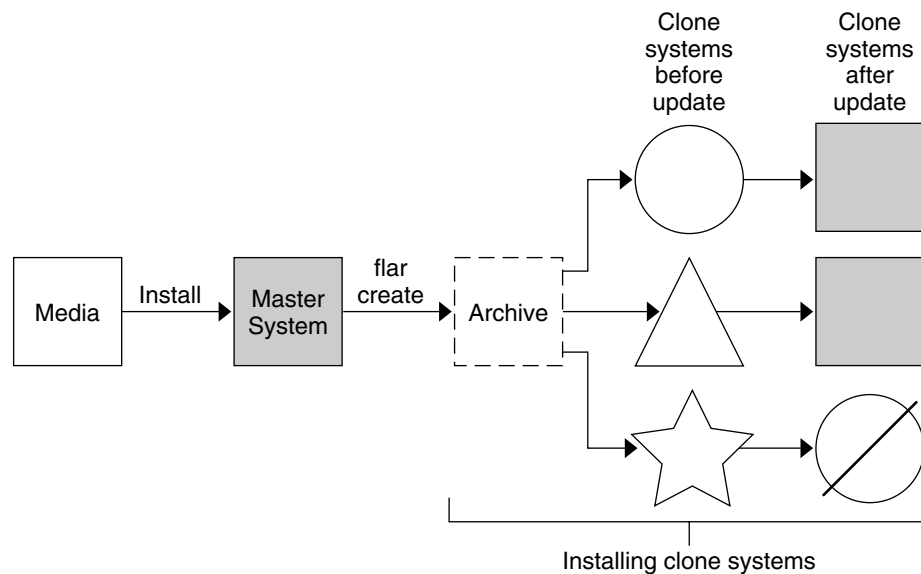 Clone
systems
before
update
Clone
systems
after
update
Media
Install
Master
System
flar
create
Archive
Installing clone systems